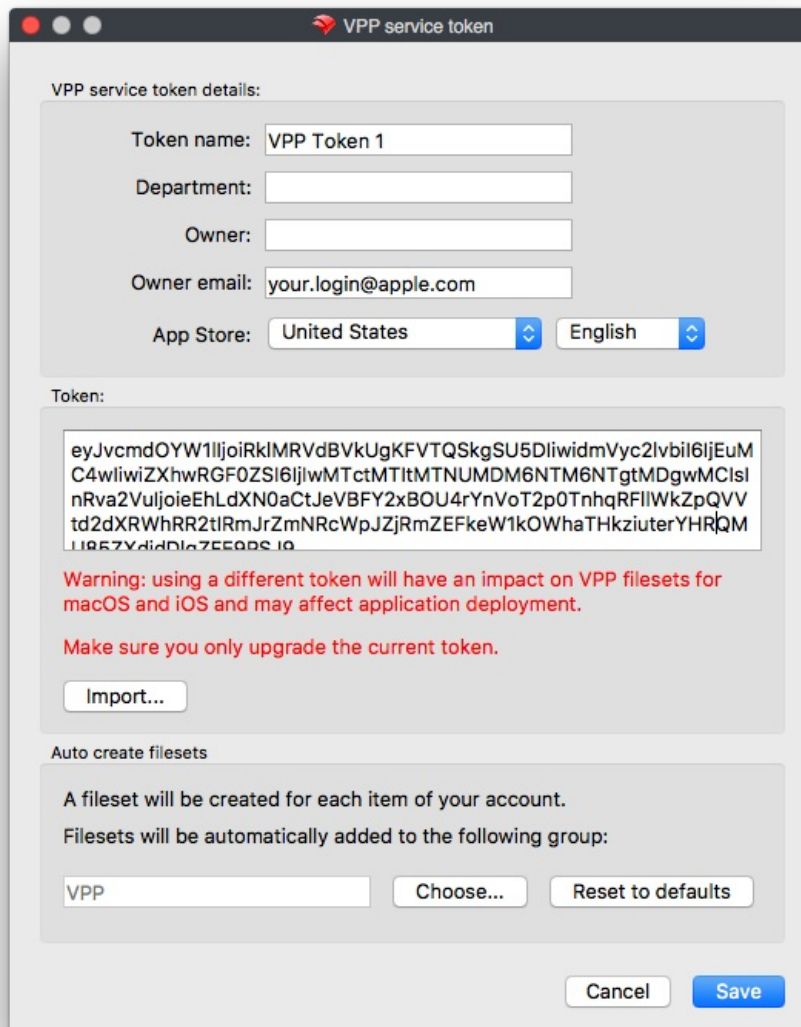 VPP service token
VPP service token details:
Token name: VPP Token 1
Department:
Owner:
Owner email: your.login@apple.com
App Store: United States English
Token:
eyJvcmdOYW1lIjoiRklMRVdBVkUgKFVTQSkgSU5DIiwidmVyc2lvbiI6IjEuM
C4wIiwiZXhwRGF0ZSI6IjIwMTctMTItMTNUMDM6NTM6NTgtMDgwMCIsI
nRva2VuIjoieEhLdXN0aCtJeVBFY2xBOU4rYnVoT2p0TnhqRFlIWkZpQVV
td2dXRWhRR2tIRmJrZmNRcWpJZjRmZEFkeW1kOWhaTHkziuterYHRQM
Warning: using a different token will have an impact on VPP filesets for
macOS and iOS and may affect application deployment.
Make sure you only upgrade the current token.
Import...
Auto create filesets
A fileset will be created for each item of your account.
Filesets will be automatically added to the following group:
VPP Choose... Reset to defaults
Cancel Save